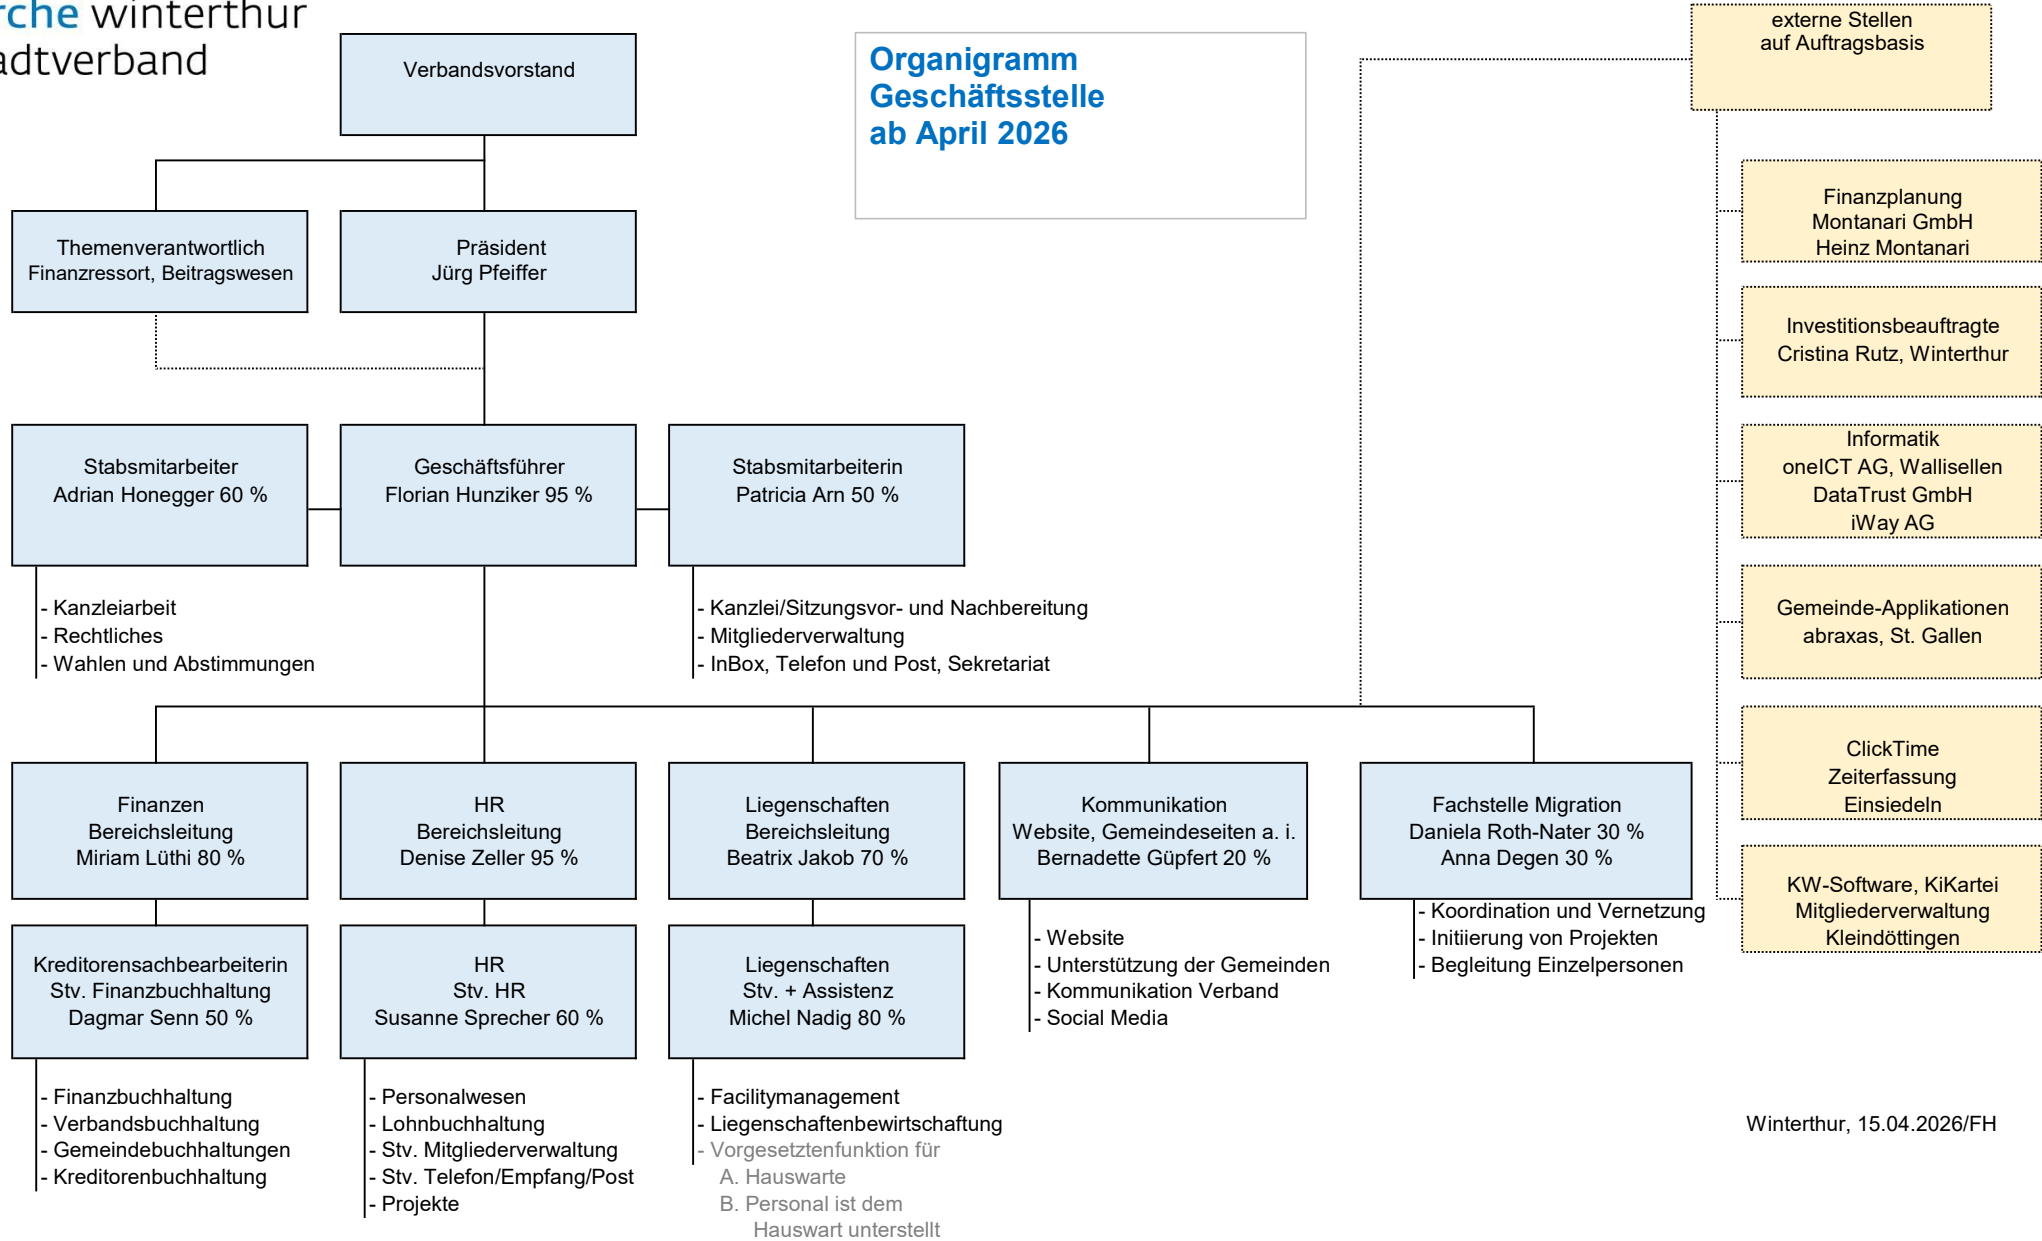 winterthur
Verbandsvorstand
Organigramm
Geschäftsstelle
ab April 2026
externe Stellen
auf Auftragsbasis
Themenverantwortlich
Finanzressort, Beitragswesen
Präsident
Jürg Pfeiffer
Finanzplanung
Montanari GmbH
Heinz Montanari
Investitionsbeauftragte
Cristina Rutz, Winterthur
Stabsmitarbeiter
Adrian Honegger 60 %
Geschäftsführer
Florian Hunziker 95 %
Stabsmitarbeiterin
Patricia Arn 50 %
Informatik
oneICT AG, Wallisellen
DataTrust GmbH
iWay AG
- Kanzleiarbeit
- Rechtliches
- Wahlen und Abstimmungen
- Kanzlei/Sitzungsvor- und Nachbereitung
- Mitgliederverwaltung
- InBox, Telefon und Post, Sekretariat
Gemeinde-Applikationen
abraxas, St. Gallen
Finanzen
Bereichsleitung
Miriam Lüthi 80 %
HR
Bereichsleitung
Denise Zeller 95 %
Liegenschaften
Bereichsleitung
Beatrix Jakob 70 %
Kommunikation
Website, Gemeindeseiten a. i.
Bernadette Güpfert 20 %
Fachstelle Migration
Daniela Roth-Nater 30 %
Anna Degen 30 %
ClickTime
Zeiterfassung
Einsiedeln
Kreditorensachbearbeiterin
Stv. Finanzbuchhaltung
Dagmar Senn 50 %
HR
Stv. HR
Susanne Sprecher 60 %
Liegenschaften
Stv. + Assistenz
Michel Nadig 80 %
- Website
- Unterstützung der Gemeinden
- Kommunikation Verband
- Social Media
- Koordination und Vernetzung
- Initiierung von Projekten
- Begleitung Einzelpersonen
KW-Software, KiKartei
Mitgliederverwaltung
Kleindöttingen
- Finanzbuchhaltung
- Verbandsbuchhaltung
- Gemeindebuchhaltungen
- Kreditorenbuchhaltung
- Personalwesen
- Lohnbuchhaltung
- Stv. Mitgliederverwaltung
- Stv. Telefon/Empfang/Post
- Projekte
- Facilitymanagement
- Liegenschaftenbewirtschaftung
- Vorgesetztenfunktion für
A. Hauswarte
B. Personal ist dem
Hauswart unterstellt
Winterthur, 15.04.2026/FH